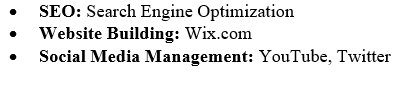 • SEO: Search Engine Optimization
• Website Building: Wix.com
• Social Media Management: YouTube, Twitter